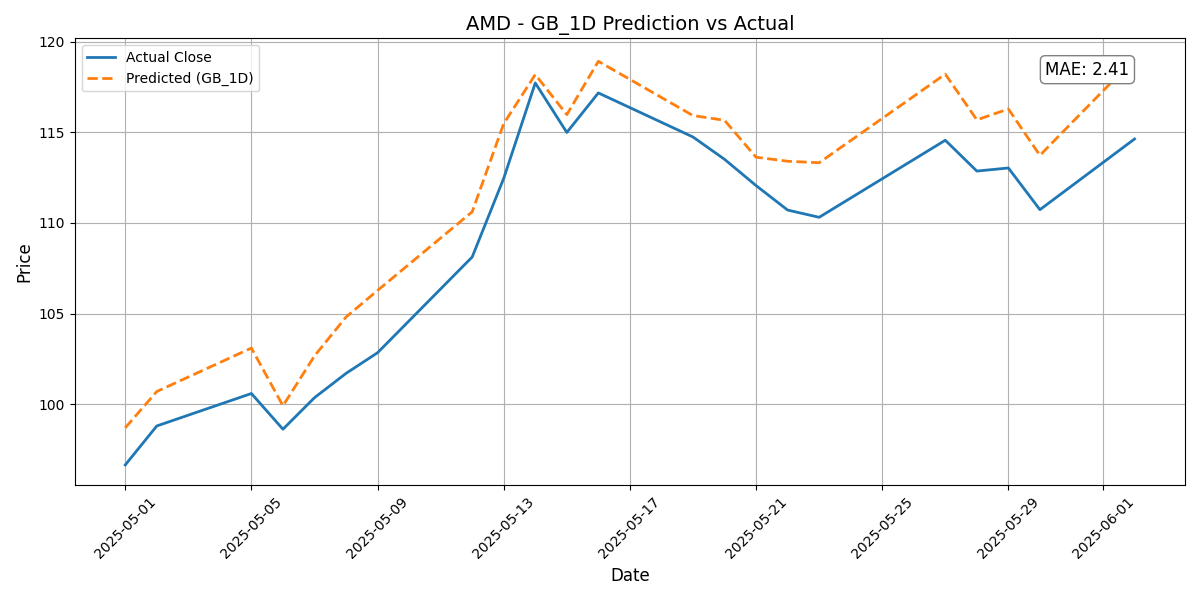 AMD - GB_1D Prediction vs Actual
Actual Close
Predicted (GB_1D)
MAE: 2.41
Price
120
115
110
105
100
2025-05-01
2025-05-05
2025-05-09
2025-05-13
2025-05-17
2025-05-21
2025-05-25
2025-05-29
2025-06-01
Date